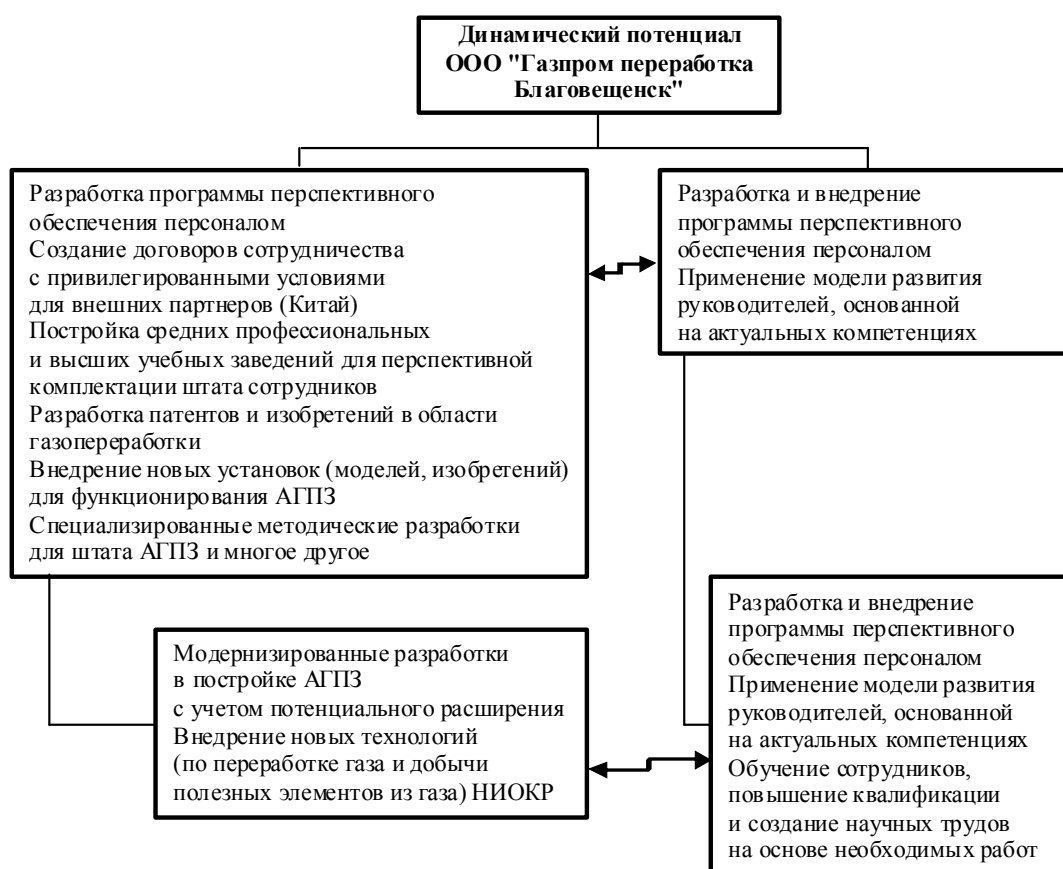 Динамический потенциал
ООО "Газпром переработка
Благовещенск"
Разработка программы перспективного
обеспечения персоналом
Создание договоров сотрудничества
с привилегированными условиями
для внешних партнеров (Китай)
Постройка средних профессиональных
и высших учебных заведений для перспективной
комплектации штата сотрудников
Разработка патентов и изобретений в области
газопереработки
Внедрение новых установок (моделей, изобретений)
для функционирования АГПЗ
Специализированные методические разработки
для штата АГПЗ и многое другое
Разработка и внедрение
программы перспективного
обеспечения персоналом
Применение модели развития
руководителей, основанной
на актуальных компетенциях
Модернизированные разработки
в постройке АГПЗ
с учетом потенциального расширения
Внедрение новых технологий
(по переработке газа и добычи
полезных элементов из газа) НИОКР
Разработка и внедрение
программы перспективного
обеспечения персоналом
Применение модели развития
руководителей, основанной
на актуальных компетенциях
Обучение сотрудников,
повышение квалификации
и создание научных трудов
на основе необходимых работ